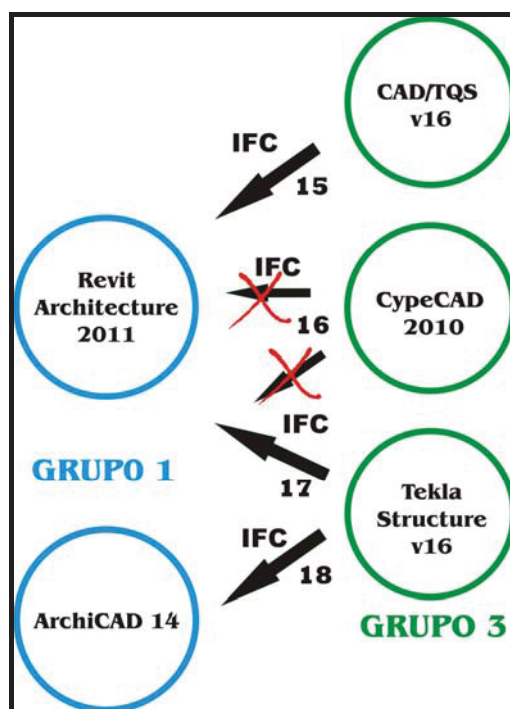 CAD/TQS
v16
IFC
15
Revit
Architecture
2011
IFC
16
CypeCAD
2010
IFC
17
GRUPO 1
Tekla
Structure
v16
IFC
18
ArchiCAD 14
GRUPO 3